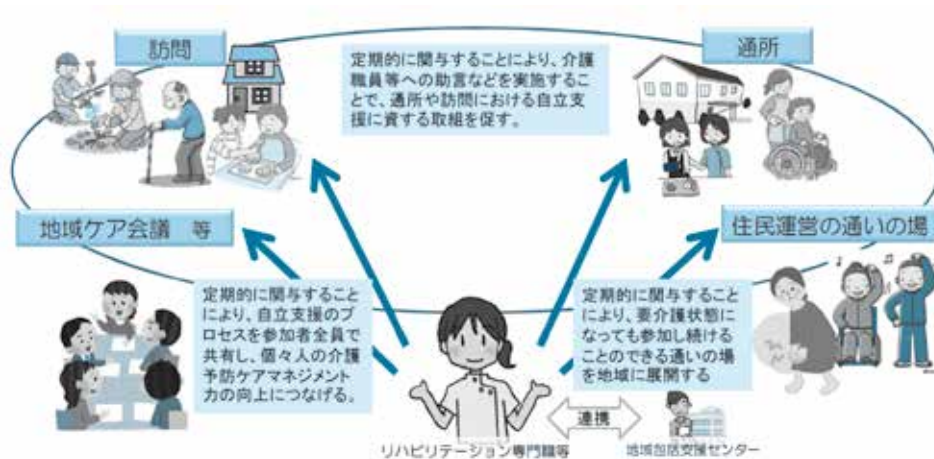 訪問
通所
定期的に関与することにより、介護
職員等への助言などを実施するこ
とで、通所や訪問における自立支
援に資する取組を促す。
地域ケア会議 等
住民運営の通いの場
定期的に関与すること
により、自立支援のプ
ロセスを参加者全員で
共有し、個々人の介護
予防ケアマネジメント
力の向上につなげる。
定期的に関与すること
により、要介護状態に
なっても参加し続ける
ことのできる通いの場
を地域に展開する
連携
リハビリテーション専門職等
地域包括支援センター